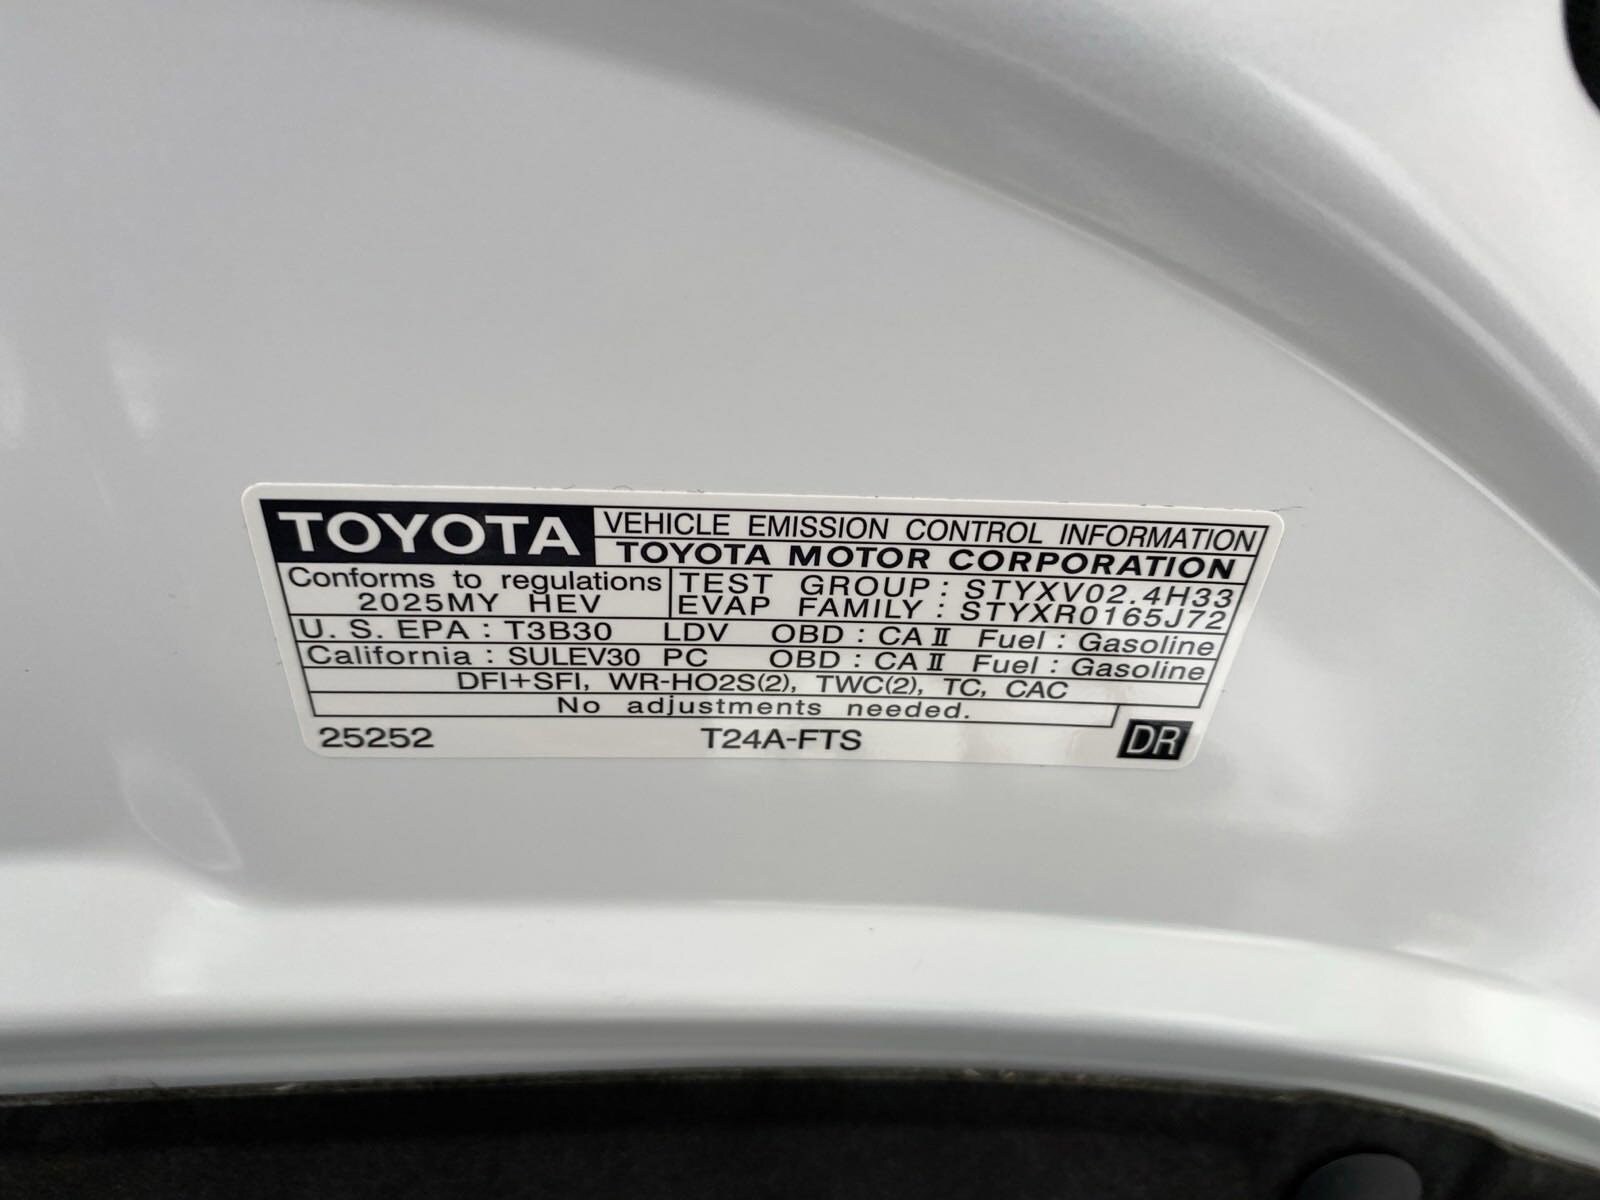 TOYOTA VEHICLE EMISSION CONTROL INFORMATION
TOYOTA MOTOR CORPORATION
Conforms to regulations
2025MY HEV
TEST GROUP : STYXV02.4H33
EVAP FAMILY : STYXR0165J72
U. S. EPA : T3B30 LDV OBD : CA II Fuel : Gasoline
California : SULEV30 PC OBD : CA II Fuel : Gasoline
DFI+SFI, WR-HO2S(2), TWC(2), TC, CAC
No adjustments needed.
25252 T24A-FTS DR